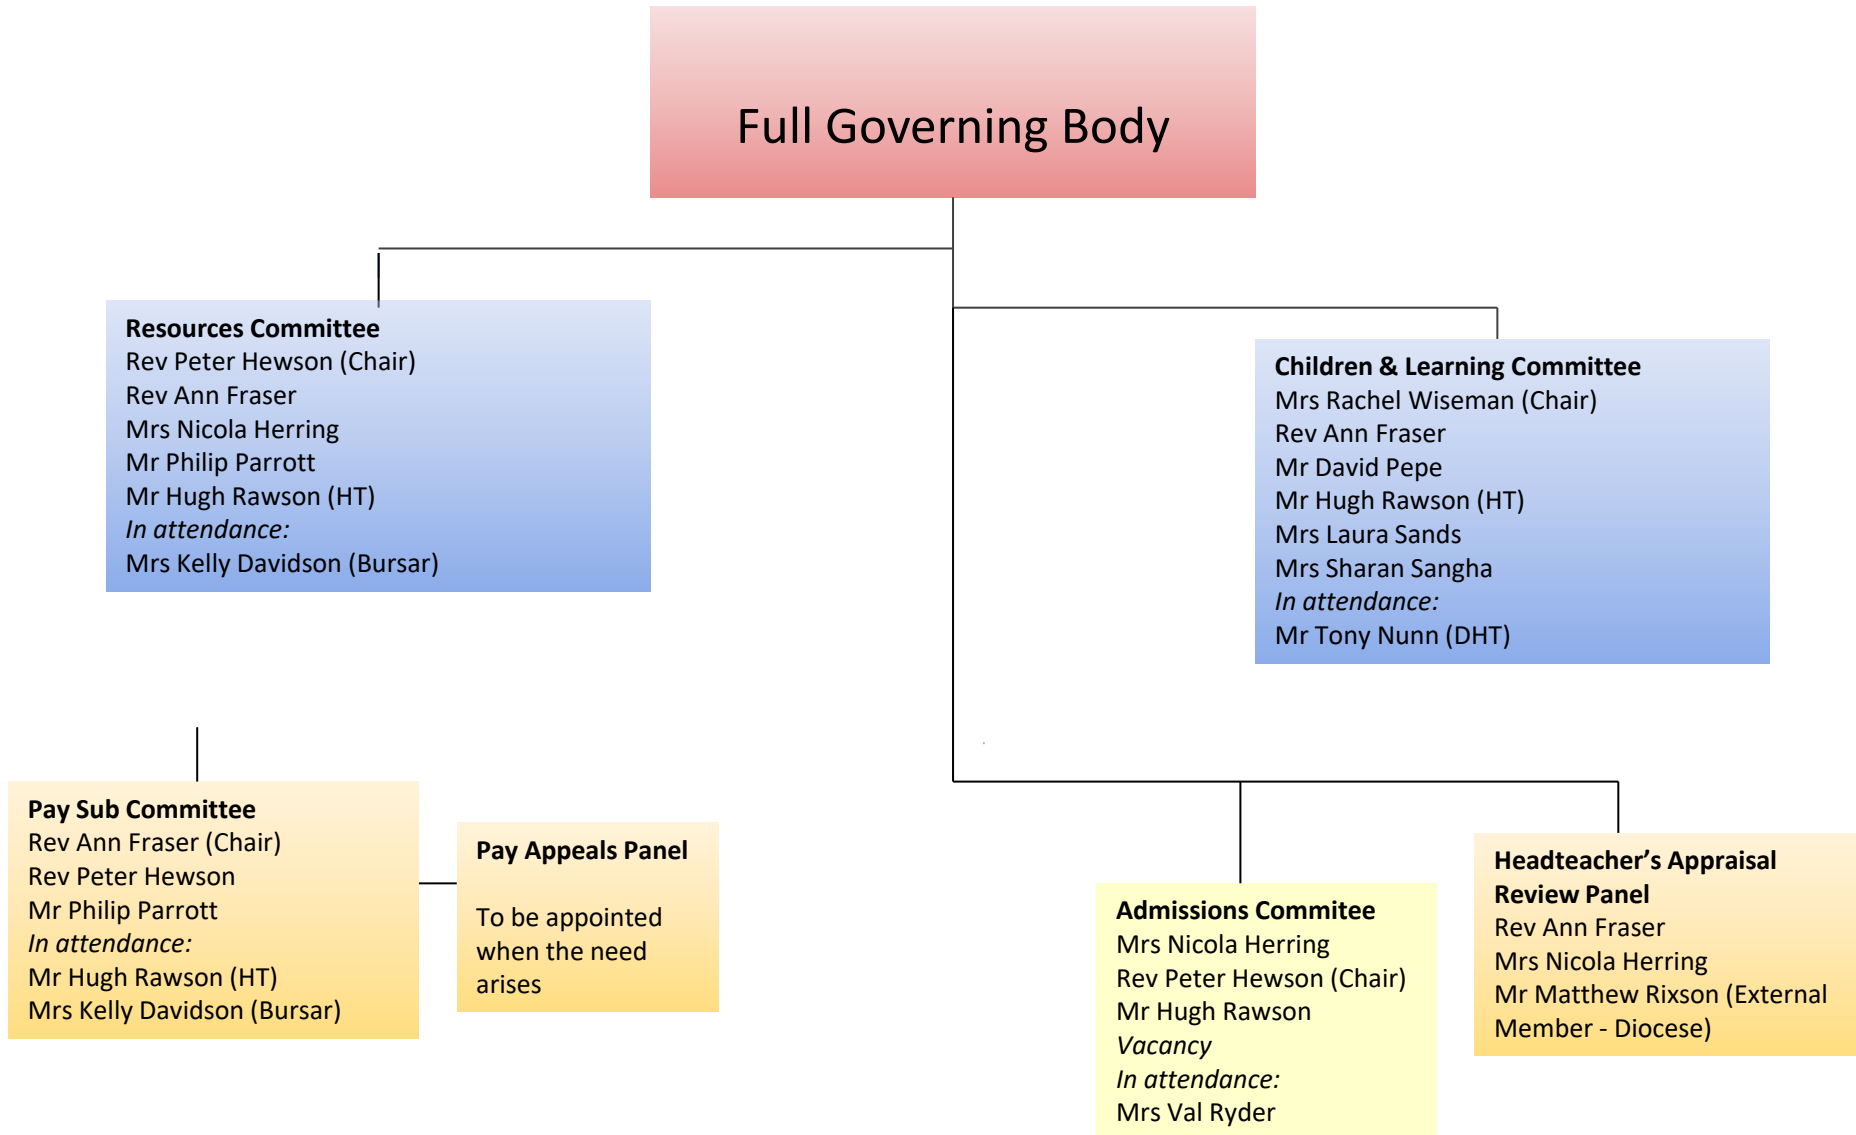 Full Governing Body
Resources Committee
Rev Peter Hewson (Chair)
Rev Ann Fraser
Mrs Nicola Herring
Mr Philip Parrott
Mr Hugh Rawson (HT)
In attendance:
Mrs Kelly Davidson (Bursar)
Children & Learning Committee
Mrs Rachel Wiseman (Chair)
Rev Ann Fraser
Mr David Pepe
Mr Hugh Rawson (HT)
Mrs Laura Sands
Mrs Sharan Sangha
In attendance:
Mr Tony Nunn (DHT)
Pay Sub Committee
Rev Ann Fraser (Chair)
Rev Peter Hewson
Mr Philip Parrott
In attendance:
Mr Hugh Rawson (HT)
Mrs Kelly Davidson (Bursar)
Pay Appeals Panel
To be appointed
when the need
arises
Admissions Commitee
Mrs Nicola Herring
Rev Peter Hewson (Chair)
Mr Hugh Rawson
Vacancy
In attendance:
Mrs Val Ryder
Headteacher’s Appraisal
Review Panel
Rev Ann Fraser
Mrs Nicola Herring
Mr Matthew Rixson (External
Member - Diocese)